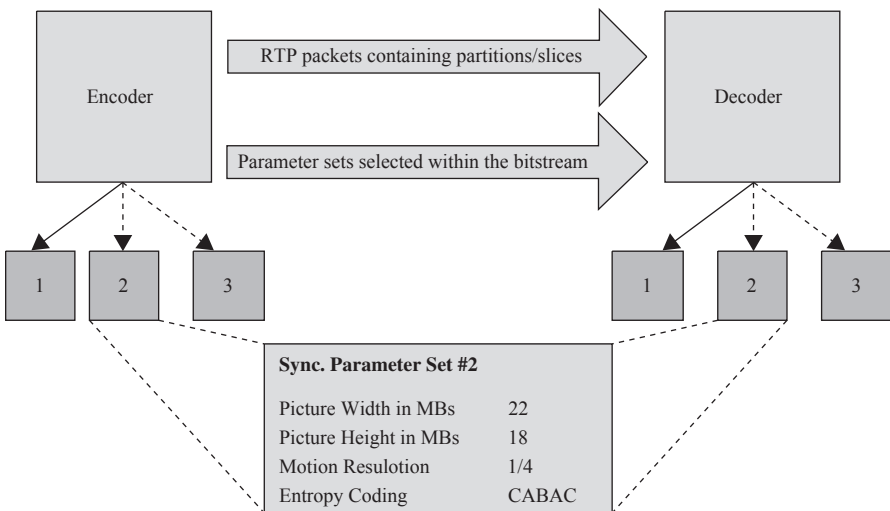 RTP packets containing partitions/slices
Encoder
Decoder
Parameter sets selected within the bitstream
1
2
3
1
2
3
Sync. Parameter Set #2
Picture Width in MBs 22
Picture Height in MBs 18
Motion Resulotion 1/4
Entropy Coding CABAC